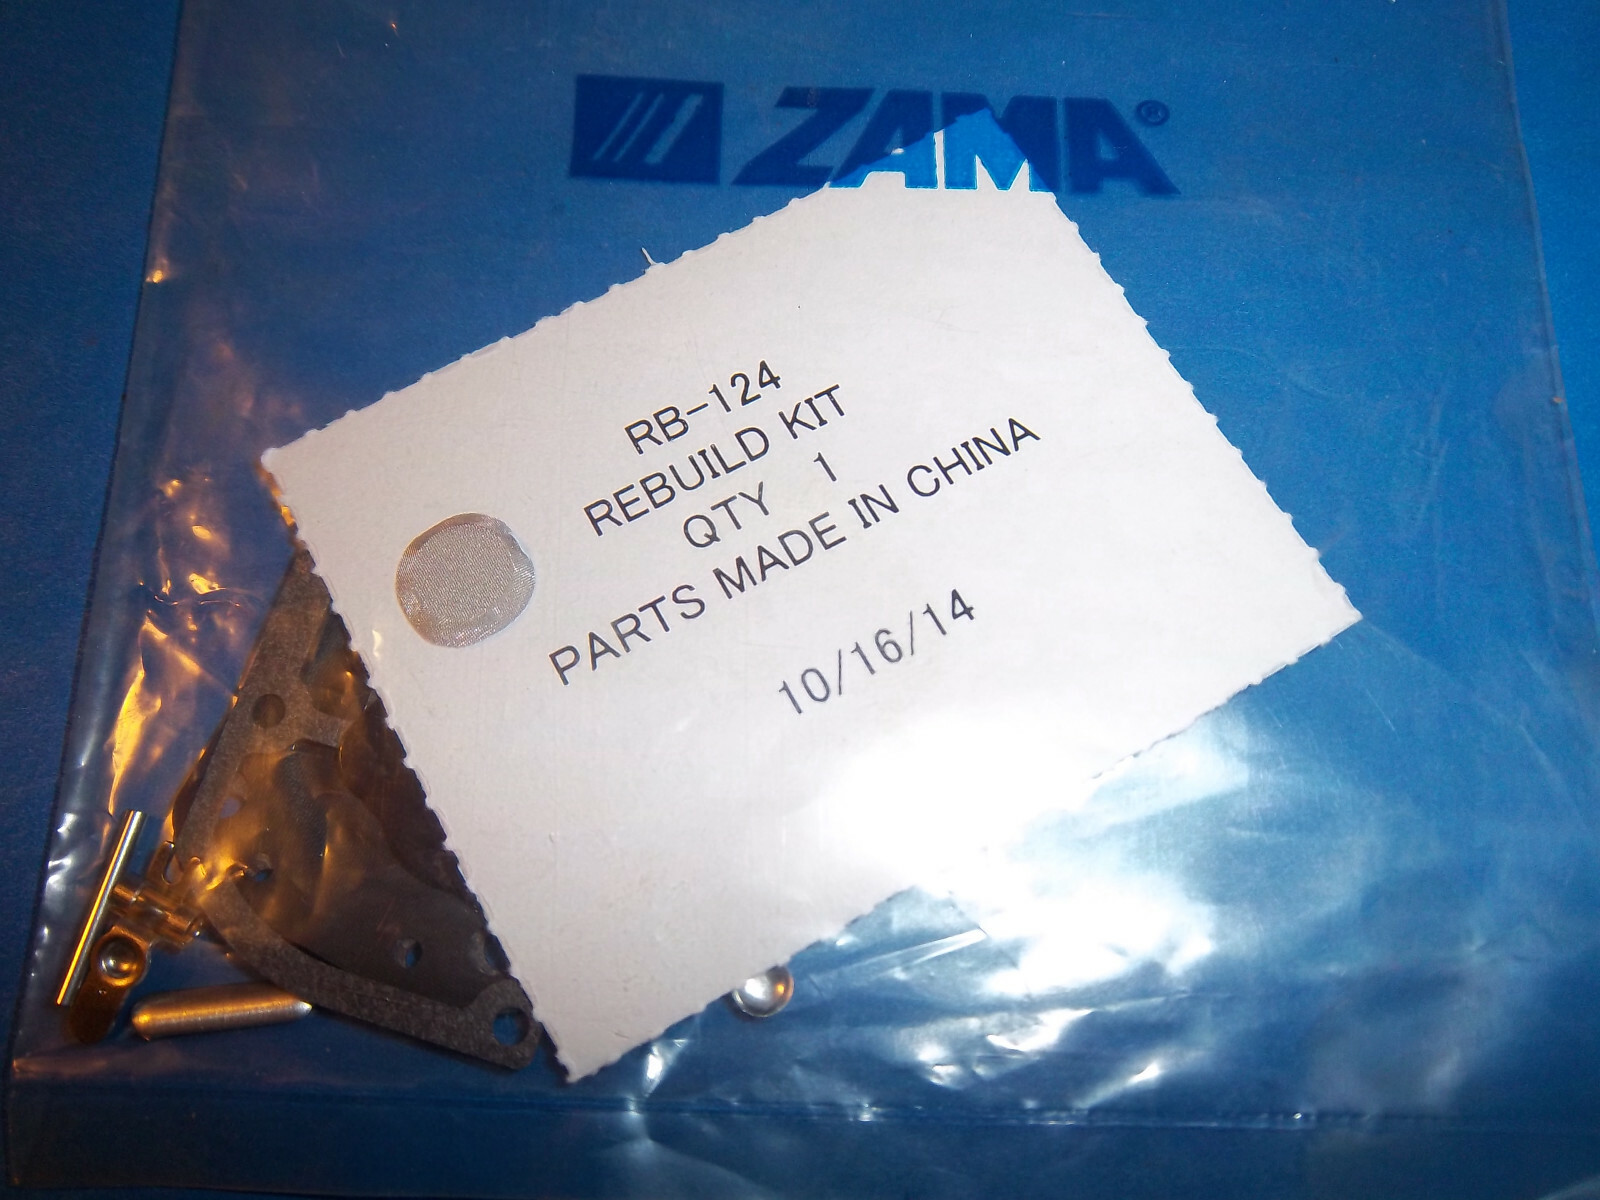 ZAMA®
RB-124
REBUILD KIT
QTY 1
PARTS MADE IN CHINA
10/16/14